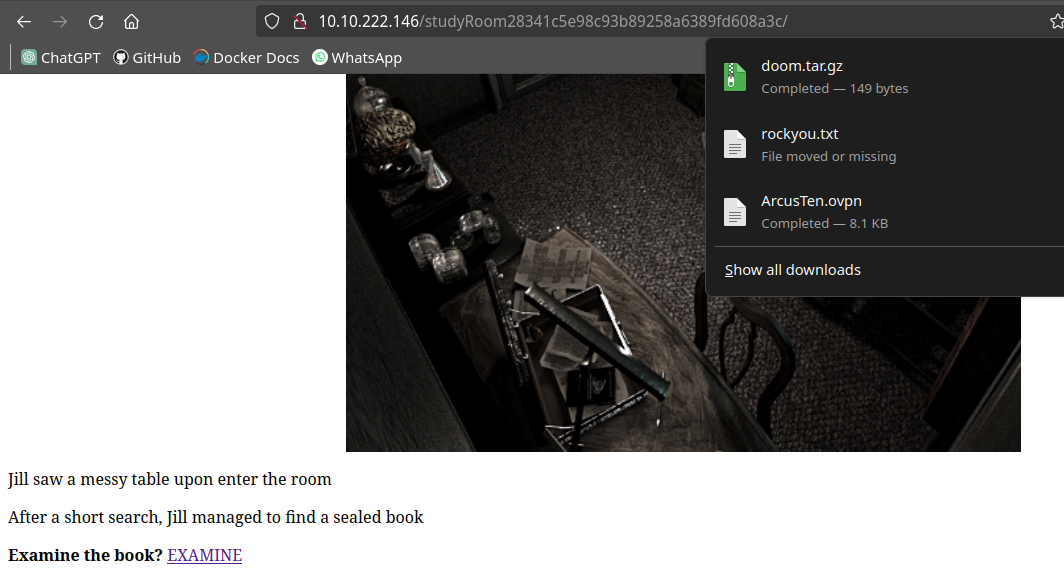 10.10.222.146/studyRoom28341c5e98c93b89258a6389fd608a3c/
ChatGPT GitHub Docker Docs WhatsApp
doom.tar.gz
Completed — 149 bytes
rockyou.txt
File moved or missing
ArcusTen.ovpn
Completed — 8.1 KB
Show all downloads
Jill saw a messy table upon enter the room
After a short search, Jill managed to find a sealed book
Examine the book? EXAMINE